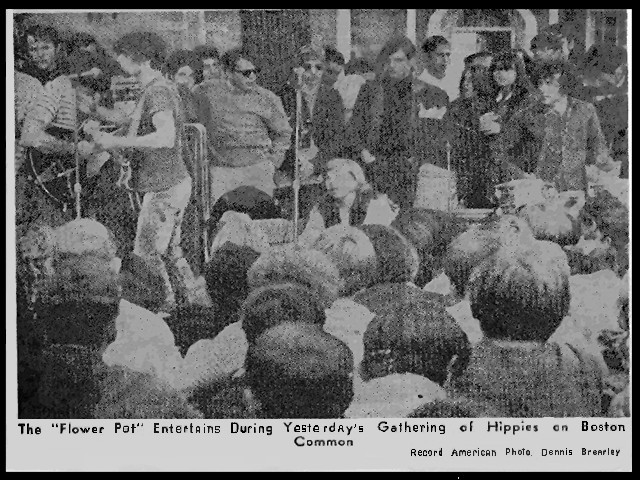 The "Flower Pot" Entertains During Yesterday's Gathering of Hippies on Boston
Common
Record American Photo, Dennis Brearley